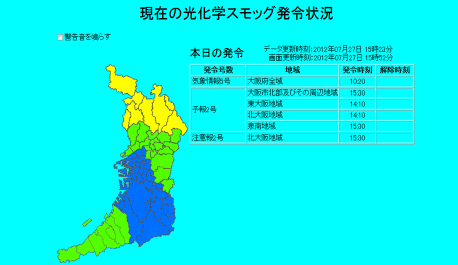 現在の光化学スモッグ発令状況
警告音を鳴らす
本日の発令
データ更新時刻:2012年07月27日 15時23分
画面更新時刻:2012年07月27日 15時52分
発令号数 地域 発令時刻 解除時刻
気象情報5号 大阪府全域 10:20
予報2号 大阪市北部及びその周辺地域 15:30
東大阪地域 14:10
北大阪地域 14:10
泉南地域 15:30
注意報2号 北大阪地域 15:30